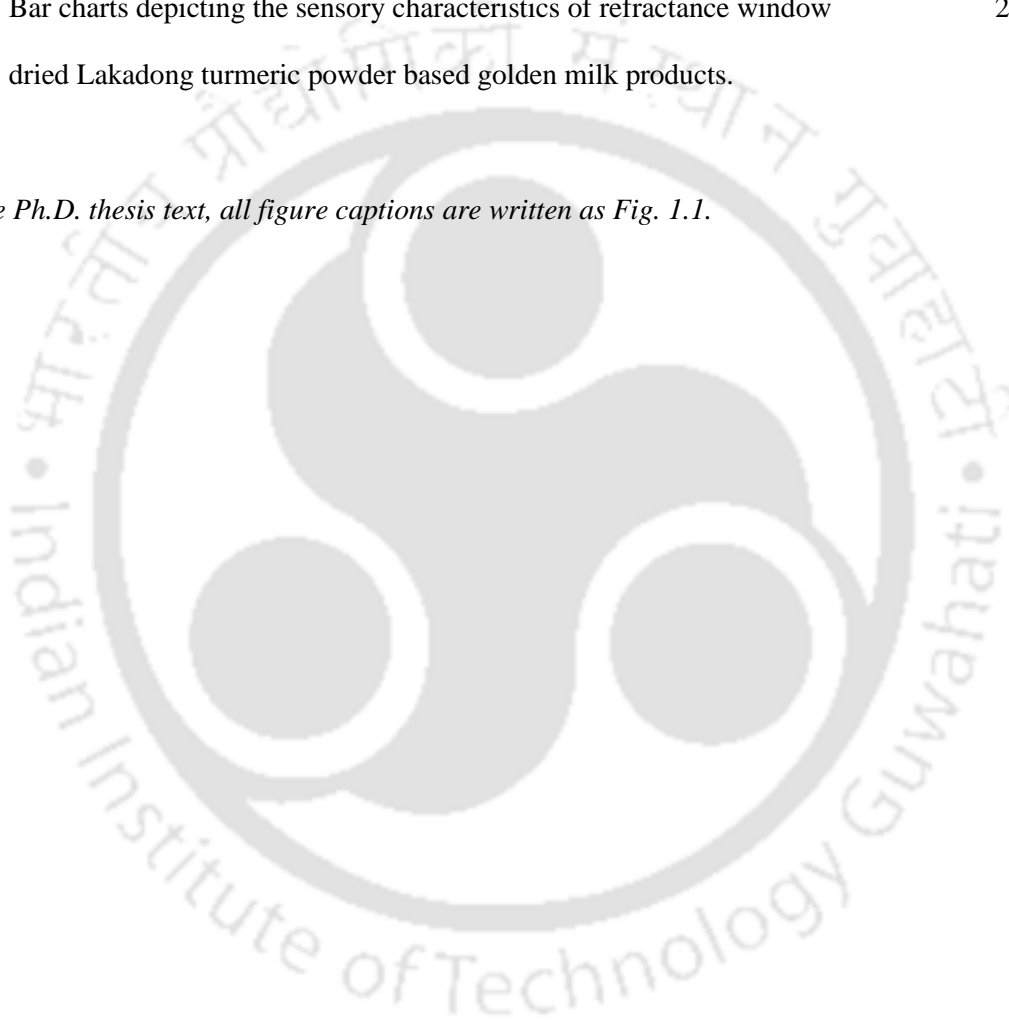 Bar charts depicting the sensory characteristics of refractance window 2
dried Lakadong turmeric powder based golden milk products.
e Ph.D. thesis text, all figure captions are written as Fig. 1.1.
भारतीय प्रौद्योगिकी संस्थान गुवाहाटी
• Indian Institute of Technology Guwahati •